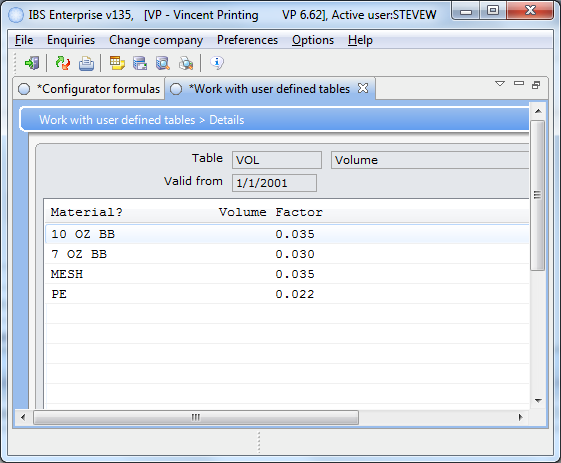 IBS Enterprise v135, [VP - Vincent Printing VP 6.62], Active user:STEVEW
File Enquiries Change company Preferences Options Help
*Configurator formulas *Work with user defined tables
Work with user defined tables > Details
Table VOL Volume
Valid from 1/1/2001
Material? Volume Factor
10 OZ BB 0.035
7 OZ BB 0.030
MESH 0.035
PE 0.022